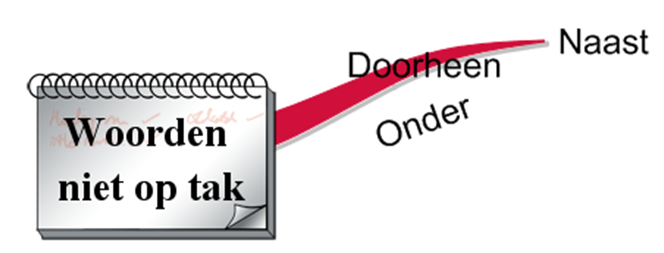 Woorden
niet op tak
Doorheen
Onder
Naast